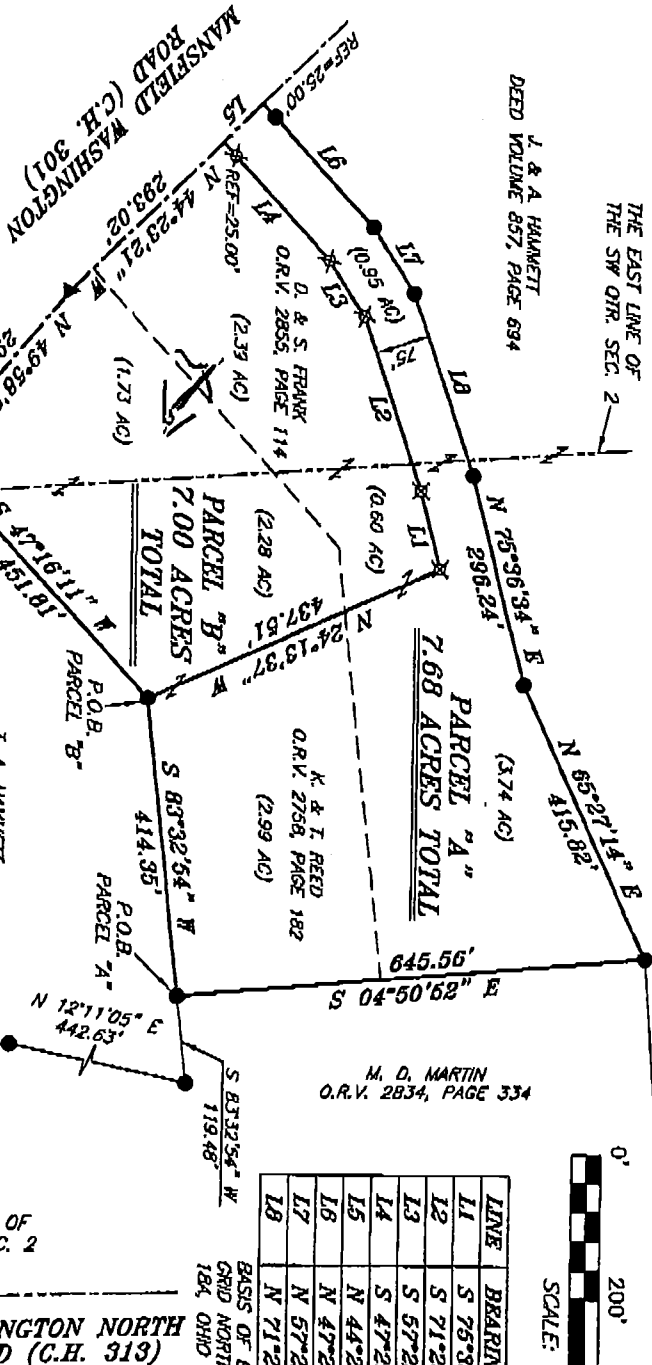 THE EAST LINE OF
THE SW QTR. SEC. 2
J. & A. HAMMETT
DEED VOLUME 857, PAGE 694
REF=25.00'
L6
L7
L8
(0.95 AC)
75'
L5
REF=25.00'
L4
L3
L2
L1
MANSFIELD WASHINGTON
ROAD (C.H. 301)
N 44°23'21" W
293.02'
N 49°58'
29
D. & S. FRANK
O.R.V. 2855, PAGE 114
(2.39 AC)
(1.73 AC)
(0.60 AC)
(2.28 AC)
PARCEL "B"
7.00 ACRES
TOTAL
N 75°36'34" E
296.24'
N 65°27'14" E
415.82'
(3.74 AC)
PARCEL "A"
7.68 ACRES TOTAL
N 24°13'37" W
437.51'
K. & T. REED
O.R.V. 2758, PAGE 182
(2.99 AC)
645.56'
S 04°50'52" E
S 47°16'11" W
451.81'
P.O.B.
PARCEL "B"
S 83°32'54" W
414.35'
P.O.B.
PARCEL "A"
N 12°11'05" E
442.63'
S 83°32'54" W
119.48'
M. D. MARTIN
O.R.V. 2834, PAGE 334
0' 200'
SCALE:
LINE BEARIN
L1 S 75°3
L2 S 71°2
L3 S 57°2
L4 S 47°2
L5 N 44°2
L6 N 47°2
L7 N 57°2
L8 N 71°2
BASIS OF
GRID NORT
18A, OHIO
OF
C. 2
NGTON NORTH
D (C.H. 313)